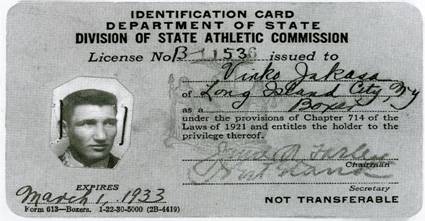 IDENTIFICATION CARD
DEPARTMENT OF STATE
DIVISION OF STATE ATHLETIC COMMISSION
License No. B 11536 issued to
Vinko Jakasa
of Long Island City, Ny
as a Boxer
under the provisions of Chapter 714 of the
Laws of 1921 and entitles the holder to the
privilege thereof.
Chairman
EXPIRES
March 1, 1933
Secretary
Form 613—Boxers. 1-22-30-5000 (2B-4419)
NOT TRANSFERABLE